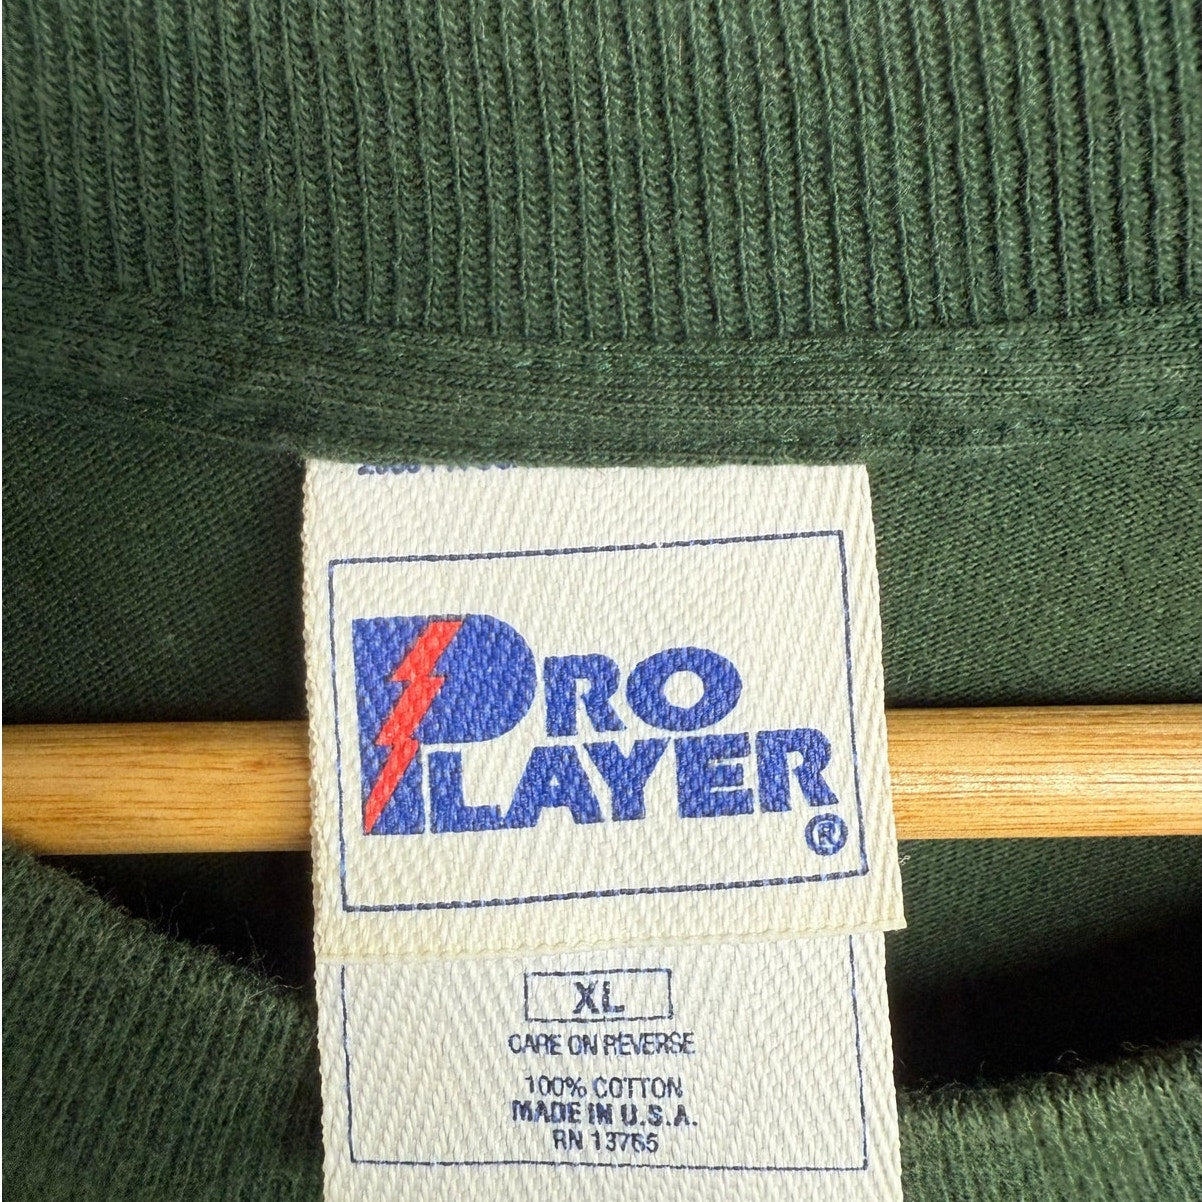 PRO
PLAYER
®
XL
CARE ON REVERSE
100% COTTON
MADE IN U.S.A.
RN 13765